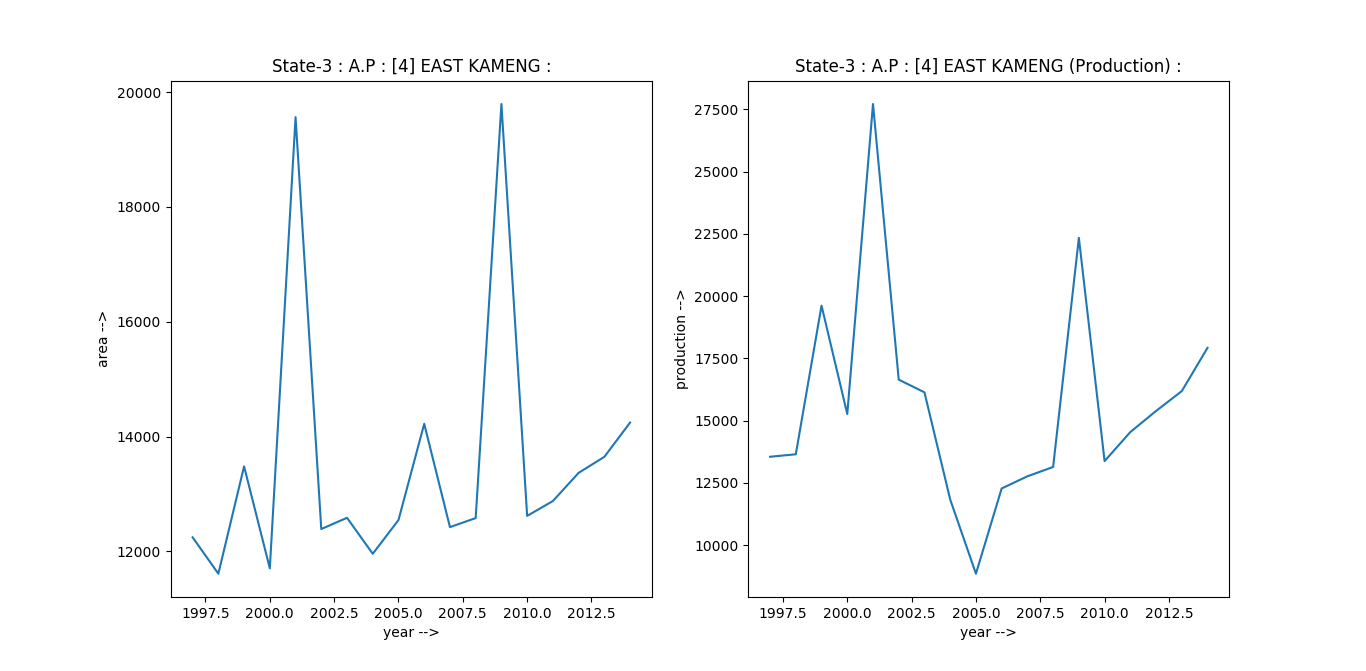 State-3 : A.P : [4] EAST KAMENG :
20000
18000
16000
14000
12000
area -->
1997.5 2000.0 2002.5 2005.0 2007.5 2010.0 2012.5
year -->
State-3 : A.P : [4] EAST KAMENG (Production) :
27500
25000
22500
20000
17500
15000
12500
10000
production -->
1997.5 2000.0 2002.5 2005.0 2007.5 2010.0 2012.5
year -->